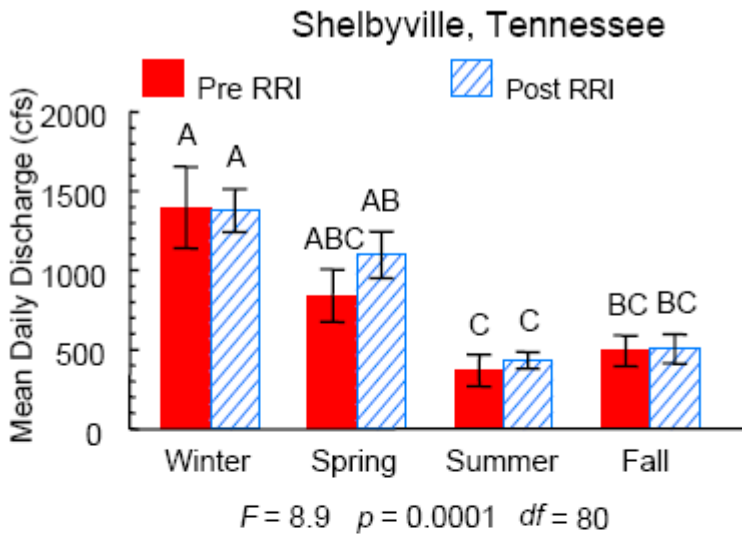 Shelbyville, Tennessee
Pre RRI
Post RRI
Mean Daily Discharge (cfs)
2000
1500
1000
500
0
A
A
ABC
AB
C
C
BC
BC
Winter
Spring
Summer
Fall
F = 8.9 p = 0.0001 df = 80